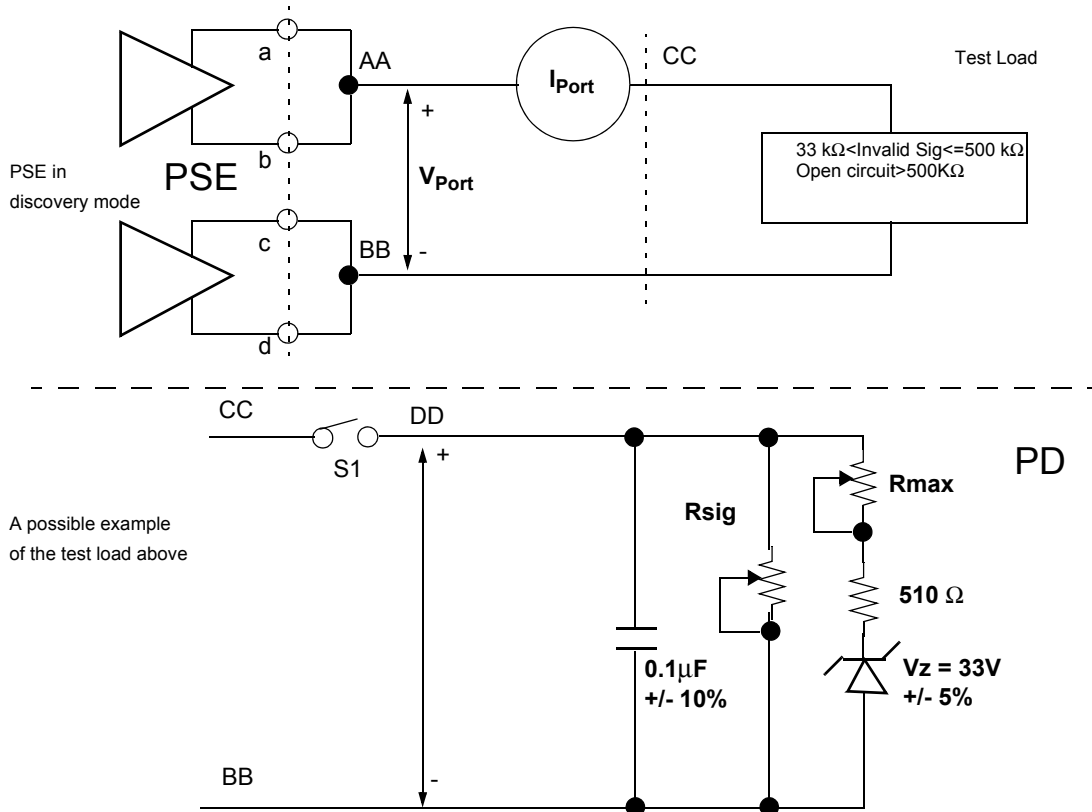 a
AA
b
PSE in
discovery mode
PSE
+
VPort
-
IPort
CC
Test Load
33 kΩ<Invalid Sig<=500 kΩ
Open circuit>500KΩ
c
BB
d
CC
S1
DD
+
PD
A possible example
of the test load above
Rsig
Rmax
510 Ω
0.1μF
+/- 10%
Vz = 33V
+/- 5%
BB
-